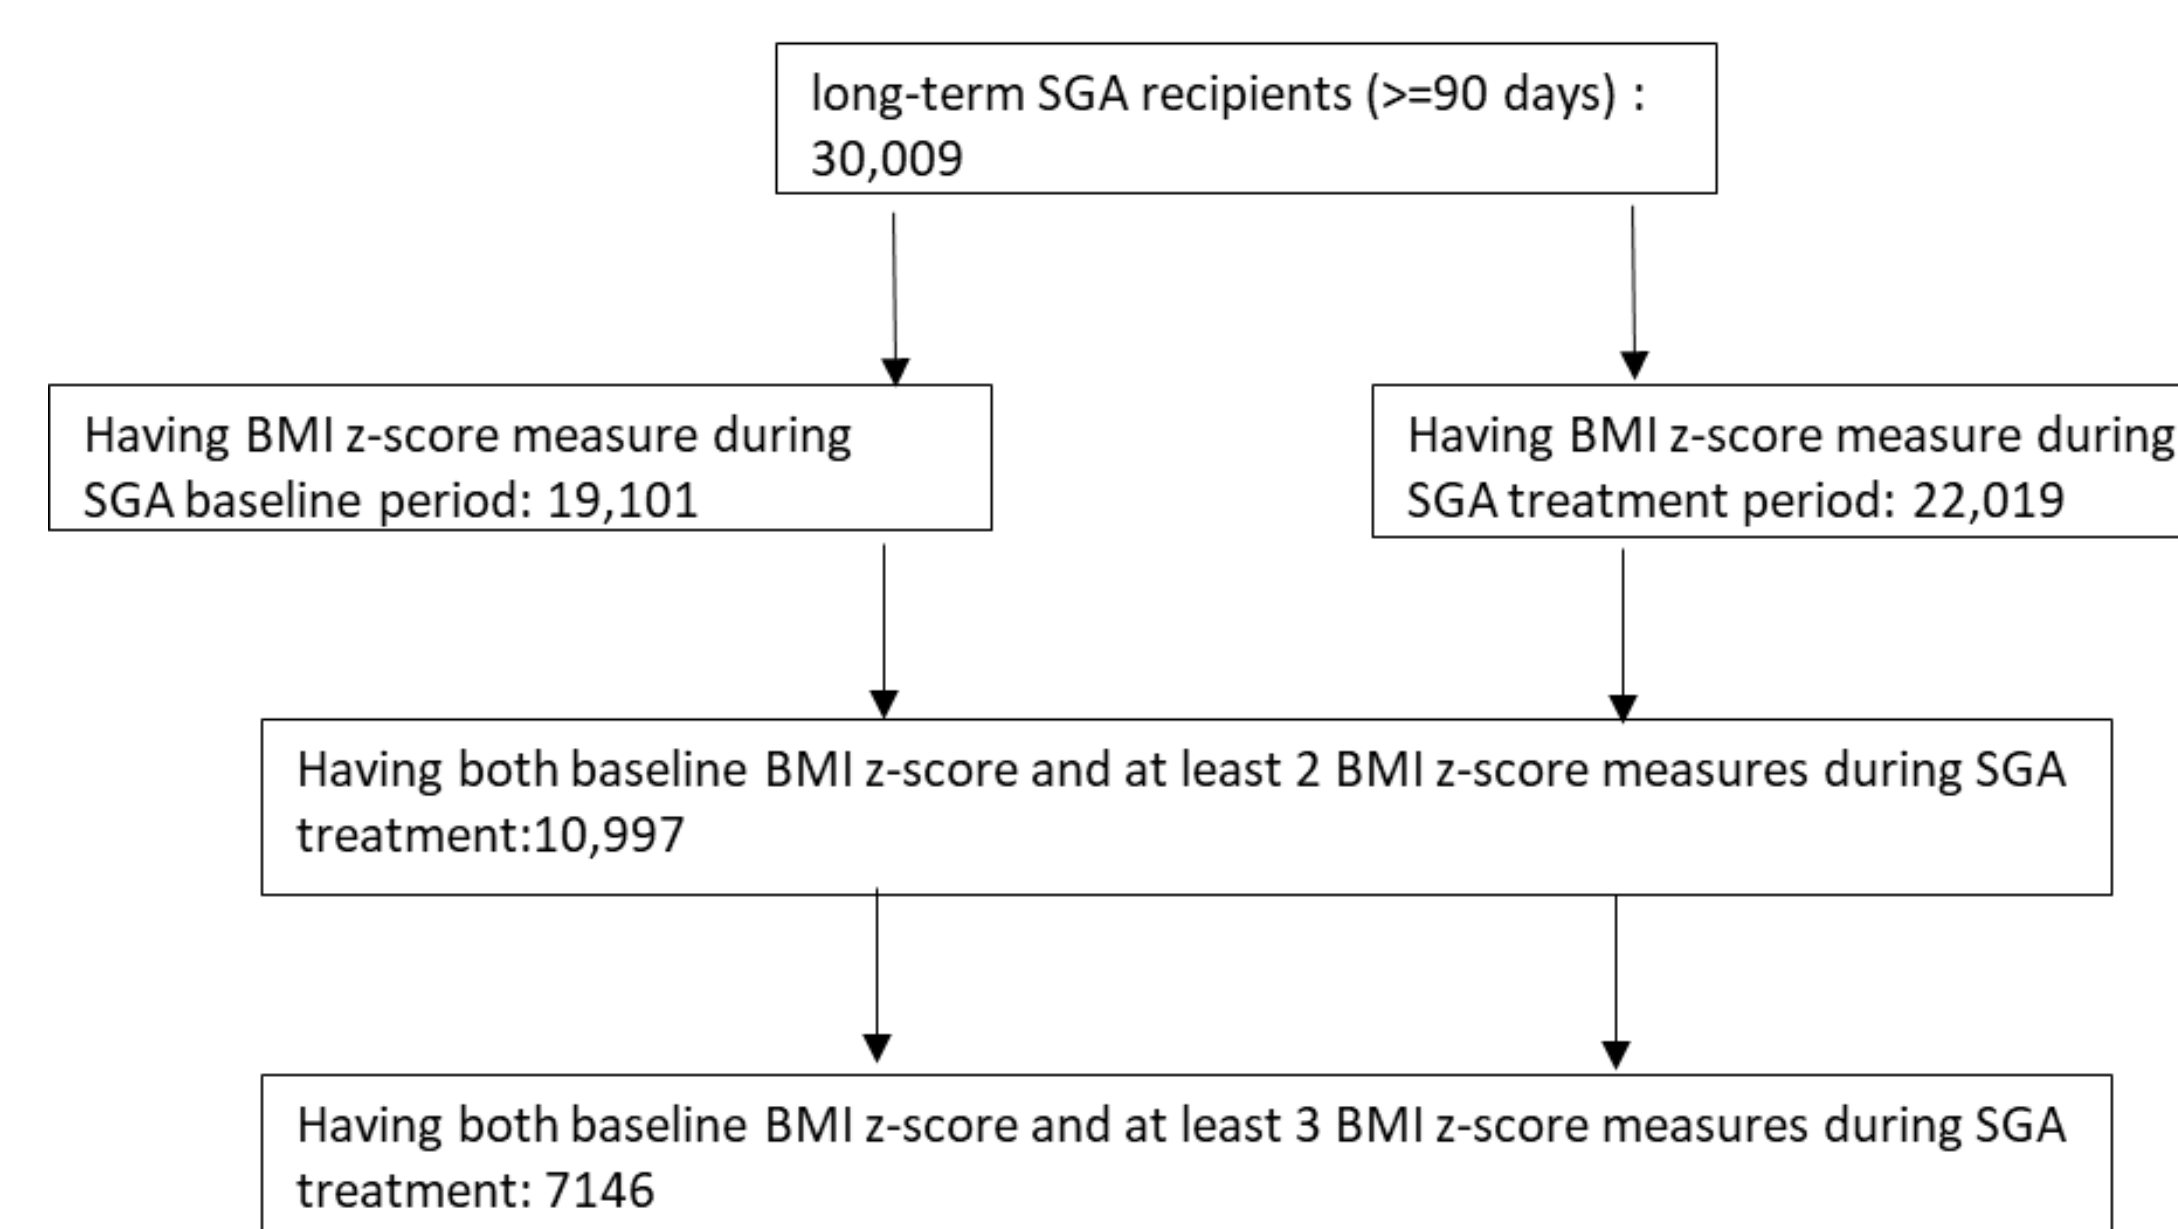 long-term SGA recipients (>=90 days) :
30,009
Having BMI z-score measure during
SGA baseline period: 19,101
Having BMI z-score measure during
SGA treatment period: 22,019
Having both baseline BMI z-score and at least 2 BMI z-score measures during SGA
treatment:10,997
Having both baseline BMI z-score and at least 3 BMI z-score measures during SGA
treatment: 7146